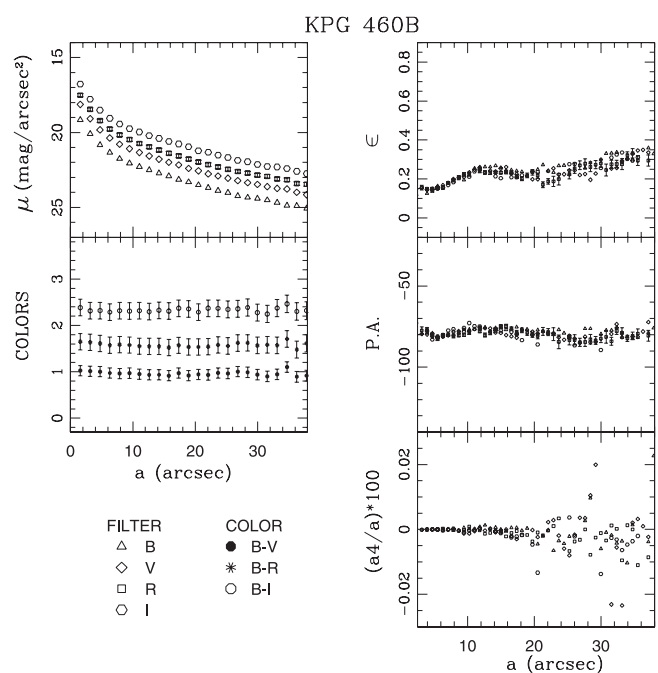 KPG 460B
15
20
25
μ (mag/arcsec²)
3
2
1
0
COLORS
0 10 20 30
a (arcsec)
FILTER COLOR
B B-V
V B-R
R B-I
I
0.8
0.6
0.4
0.2
0
ϵ
−50
−100
P.A.
0.02
0
−0.02
(a4/a)*100
10 20 30
a (arcsec)